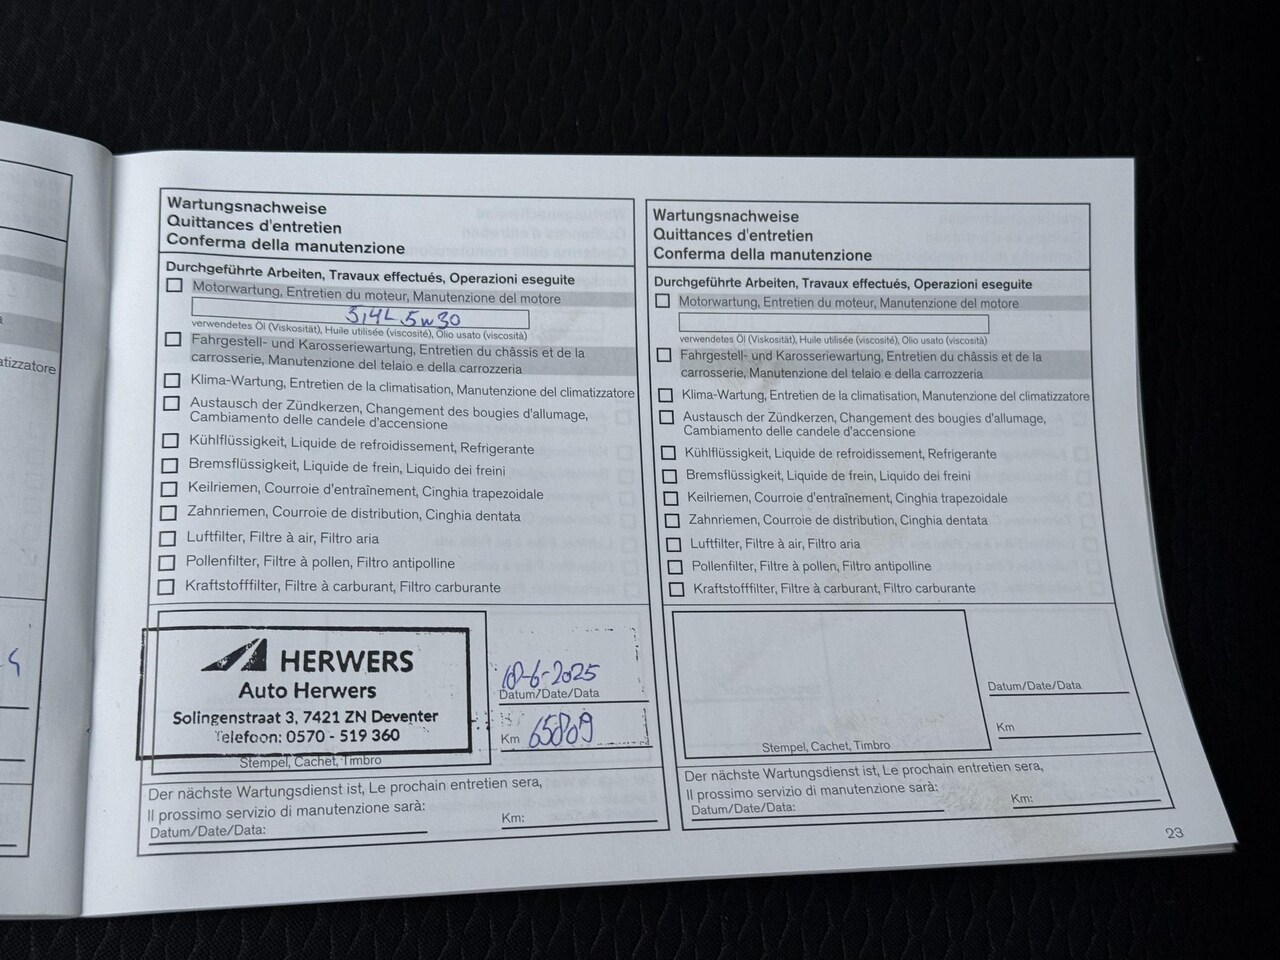 atizzatore
Wartungsnachweise
Quittances d'entretien
Conferma della manutenzione
Durchgeführte Arbeiten, Travaux effectués, Operazioni eseguite
Motorwartung, Entretien du moteur, Manutenzione del motore
5,4L 5w30
verwendetes Öl (Viskosität), Huile utilisée (viscosité), Olio usato (viscosità)
Fahrgestell- und Karosseriewartung, Entretien du châssis et de la
carrosserie, Manutenzione del telaio e della carrozzeria
Klima-Wartung, Entretien de la climatisation, Manutenzione del climatizzatore
Austausch der Zündkerzen, Changement des bougies d'allumage,
Cambiamento delle candele d'accensione
Kühlflüssigkeit, Liquide de refroidissement, Refrigerante
Bremsflüssigkeit, Liquide de frein, Liquido dei freini
Keilriemen, Courroie d'entraînement, Cinghia trapezoidale
Zahnriemen, Courroie de distribution, Cinghia dentata
Luftfilter, Filtre à air, Filtro aria
Pollenfilter, Filtre à pollen, Filtro antipolline
Kraftstofffilter, Filtre à carburant, Filtro carburante
HERWERS
Auto Herwers
Solingenstraat 3, 7421 ZN Deventer
Telefoon: 0570 - 519 360
Stempel, Cachet, Timbro
-6-2025
Datum/Date/Data
Km 65889
Der nächste Wartungsdienst ist, Le prochain entretien sera,
Il prossimo servizio di manutenzione sarà:
Datum/Date/Data:
Km:
Wartungsnachweise
Quittances d'entretien
Conferma della manutenzione
Durchgeführte Arbeiten, Travaux effectués, Operazioni eseguite
Motorwartung, Entretien du moteur, Manutenzione del motore
verwendetes Öl (Viskosität), Huile utilisée (viscosité), Olio usato (viscosità)
Fahrgestell- und Karosseriewartung, Entretien du châssis et de la
carrosserie, Manutenzione del telaio e della carrozzeria
Klima-Wartung, Entretien de la climatisation, Manutenzione del climatizzatore
Austausch der Zündkerzen, Changement des bougies d'allumage,
Cambiamento delle candele d'accensione
Kühlflüssigkeit, Liquide de refroidissement, Refrigerante
Bremsflüssigkeit, Liquide de frein, Liquido dei freini
Keilriemen, Courroie d'entraînement, Cinghia trapezoidale
Zahnriemen, Courroie de distribution, Cinghia dentata
Luftfilter, Filtre à air, Filtro aria
Pollenfilter, Filtre à pollen, Filtro antipolline
Kraftstofffilter, Filtre à carburant, Filtro carburante
Stempel, Cachet, Timbro
Datum/Date/Data
Km
Der nächste Wartungsdienst ist, Le prochain entretien sera,
Il prossimo servizio di manutenzione sarà:
Datum/Date/Data:
Km:
23